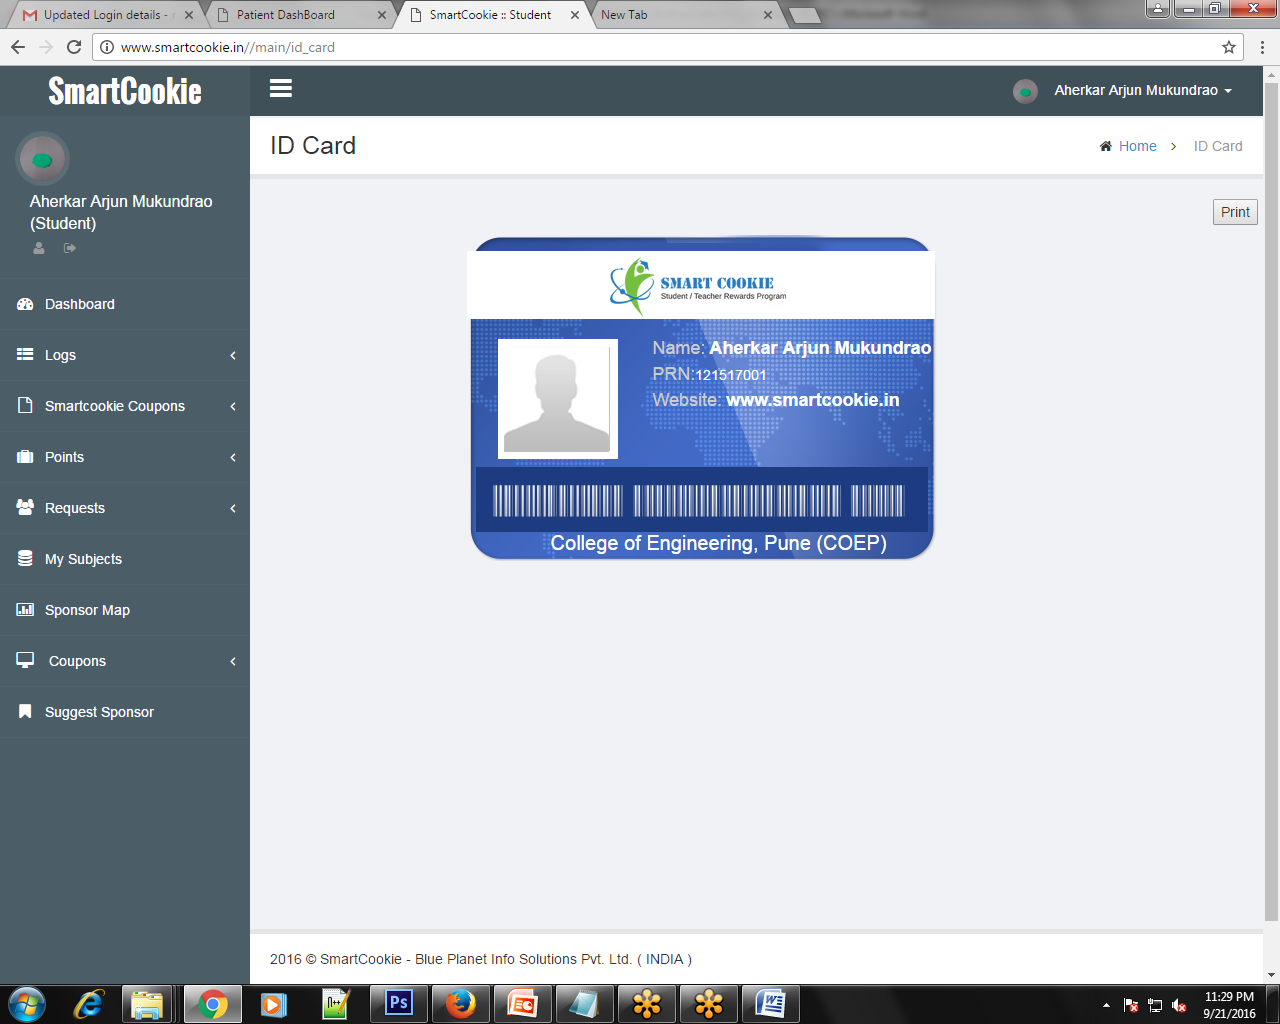 Updated Login details -
Patient DashBoard
SmartCookie :: Student
New Tab
www.smartcookie.in//main/id_card
SmartCookie
Aherkar Arjun Mukundrao
ID Card
Home
ID Card
Aherkar Arjun Mukundrao
(Student)
Print
Dashboard
Logs
Smartcookie Coupons
Points
Requests
My Subjects
Sponsor Map
Coupons
Suggest Sponsor
SMART COOKIE
Student / Teacher Rewards Program
Name: Aherkar Arjun Mukundrao
PRN:121517001
Website: www.smartcookie.in
College of Engineering, Pune (COEP)
2016 © SmartCookie - Blue Planet Info Solutions Pvt. Ltd. ( INDIA )
11:29 PM
9/21/2016